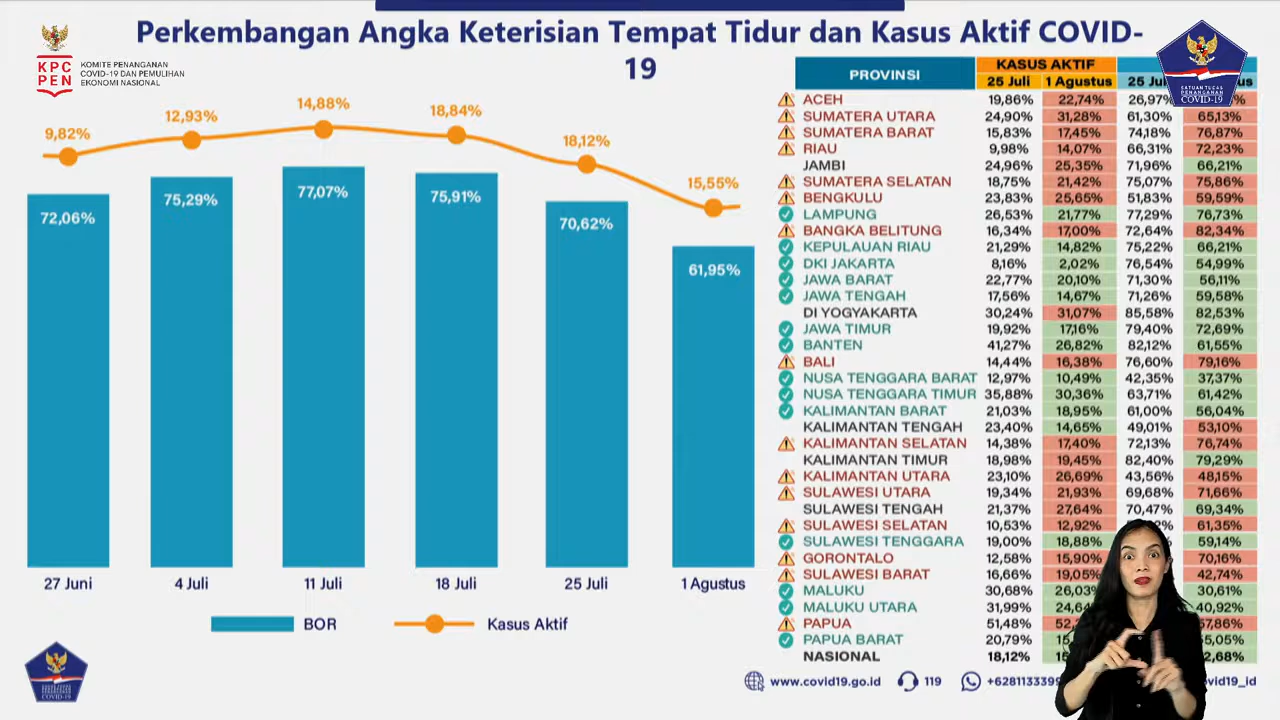 Perkembangan Angka Keterisian Tempat Tidur dan Kasus Aktif COVID-
19
KPC
PEN
KOMITE PENANGANAN
COVID-19 DAN PEMULIHAN
EKONOMI NASIONAL
9,82%
12,93%
14,88%
18,84%
18,12%
15,55%
72,06%
75,29%
77,07%
75,91%
70,62%
61,95%
27 Juni
4 Juli
11 Juli
18 Juli
25 Juli
1 Agustus
BOR
Kasus Aktif
PROVINSI KASUS AKTIF
25 Juli 1 Agustus
SATUAN TUGAS
PENANGANAN
COVID-19
ACEH 19,86% 22,74% 26,97%
SUMATERA UTARA 24,90% 31,28% 61,30% 65,13%
SUMATERA BARAT 15,83% 17,45% 74,18% 76,87%
RIAU 9,98% 14,07% 66,31% 72,23%
JAMBI 24,96% 25,35% 71,96% 66,21%
SUMATERA SELATAN 18,75% 21,42% 75,07% 75,86%
BENGKULU 23,83% 25,65% 51,83% 59,59%
LAMPUNG 26,53% 21,77% 77,29% 76,73%
BANGKA BELITUNG 16,34% 17,00% 72,64% 82,34%
KEPULAUAN RIAU 21,29% 14,82% 75,22% 66,21%
DKI JAKARTA 8,16% 2,02% 76,54% 54,99%
JAWA BARAT 22,77% 20,10% 71,30% 56,11%
JAWA TENGAH 17,56% 14,67% 71,26% 59,58%
DI YOGYAKARTA 30,24% 31,07% 85,58% 82,53%
JAWA TIMUR 19,92% 17,16% 79,40% 72,69%
BANTEN 41,27% 26,82% 82,12% 61,55%
BALI 14,44% 16,38% 76,60% 79,16%
NUSA TENGGARA BARAT 12,97% 10,49% 42,35% 37,37%
NUSA TENGGARA TIMUR 35,88% 30,36% 63,71% 61,42%
KALIMANTAN BARAT 21,03% 18,95% 61,00% 56,04%
KALIMANTAN TENGAH 23,40% 14,65% 49,01% 53,10%
KALIMANTAN SELATAN 14,38% 17,40% 72,13% 76,74%
KALIMANTAN TIMUR 18,98% 19,45% 82,40% 79,29%
KALIMANTAN UTARA 23,10% 26,69% 43,56% 48,15%
SULAWESI UTARA 19,34% 21,93% 69,68% 71,66%
SULAWESI TENGAH 21,37% 27,64% 70,47% 69,34%
SULAWESI SELATAN 10,53% 12,92% 61,35%
SULAWESI TENGGARA 19,00% 18,88% 59,14%
GORONTALO 12,58% 15,90% 70,16%
SULAWESI BARAT 16,66% 19,05% 42,74%
MALUKU 30,68% 26,03% 30,61%
MALUKU UTARA 31,99% 40,92%
PAPUA 51,48%
PAPUA BARAT 20,79%
NASIONAL 18,12%
www.covid19.go.id 119
COVID-19